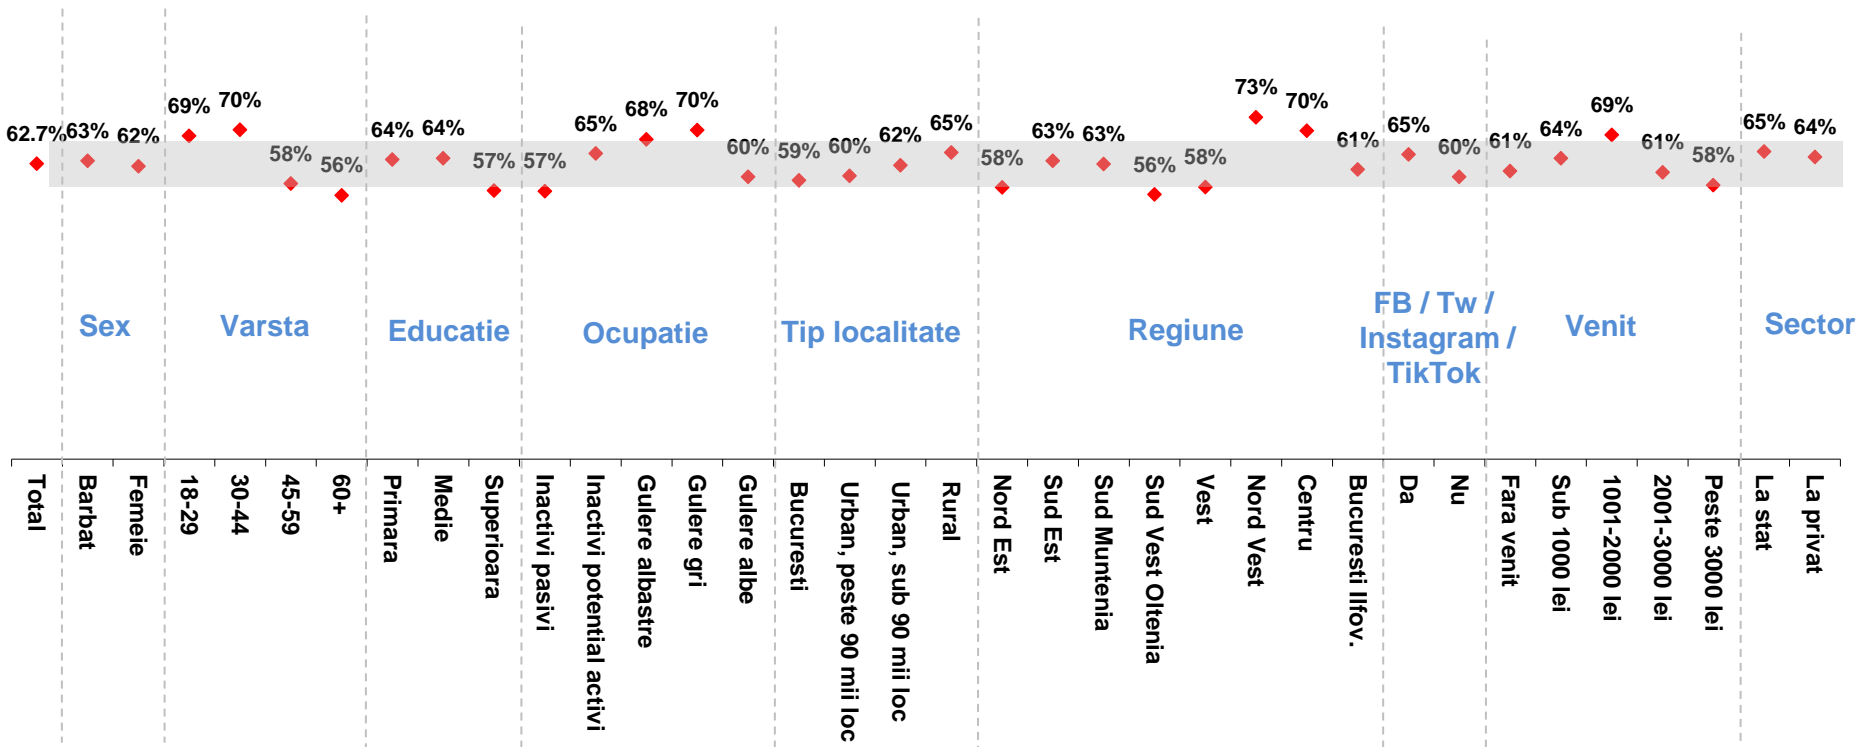 62.7%
63%
62%
69%
70%
58%
56%
64%
64%
57%
57%
65%
68%
70%
60%
59%
60%
62%
65%
58%
63%
63%
56%
58%
73%
70%
61%
65%
60%
61%
64%
69%
61%
58%
65%
64%
Sex
Varsta
Educatie
Ocupatie
Tip localitate
Regiune
FB / Tw /
Instagram /
TikTok
Venit
Sector
Total
Barbat
Femeie
18-29
30-44
45-59
60+
Primara
Medie
Superioara
Inactivi pasivi
Inactivi potential activi
Gulere albastre
Gulere gri
Gulere albe
Bucuresti
Urban, peste 90 mii loc
Urban, sub 90 mii loc
Rural
Nord Est
Sud Est
Sud Muntenia
Sud Vest Oltenia
Vest
Nord Vest
Centru
Bucuresti Ilfov.
Da
Nu
Fara venit
Sub 1000 lei
1001-2000 lei
2001-3000 lei
Peste 3000 lei
La stat
La privat